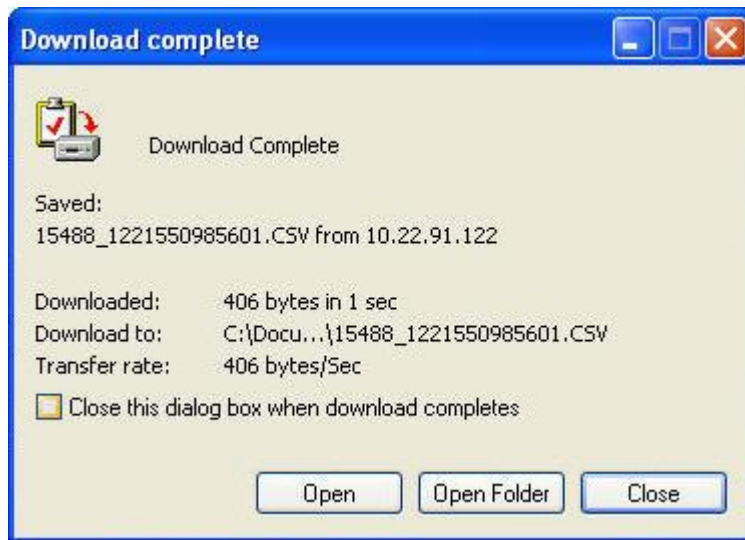 Download complete
Download Complete
Saved:
15488_1221550985601.CSV from 10.22.91.122
Downloaded: 406 bytes in 1 sec
Download to: C:\Docu...\15488_1221550985601.CSV
Transfer rate: 406 bytes/Sec
Close this dialog box when download completes
Open Open Folder Close